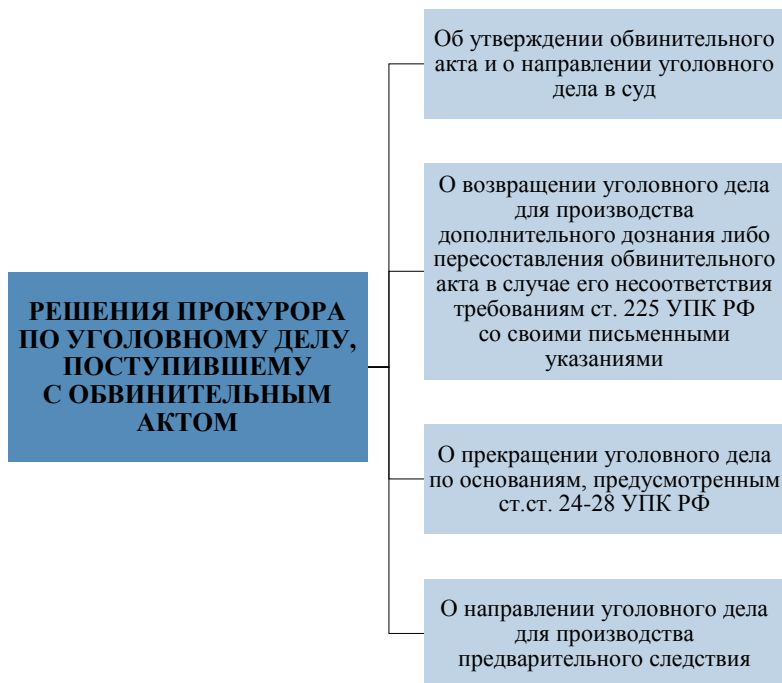 Об утверждении обвинительного
акта и о направлении уголовного
дела в суд
О возвращении уголовного дела
для производства
дополнительного дознания либо
пересоставления обвинительного
акта в случае его несоответствия
требованиям ст. 225 УПК РФ
со своими письменными
указаниями
РЕШЕНИЯ ПРОКУРОРА
ПО УГОЛОВНОМУ ДЕЛУ,
ПОСТУПИВШЕМУ
С ОБВИНИТЕЛЬНЫМ
АКТОМ
О прекращении уголовного дела
по основаниям, предусмотренным
ст.ст. 24-28 УПК РФ
О направлении уголовного дела
для производства
предварительного следствия